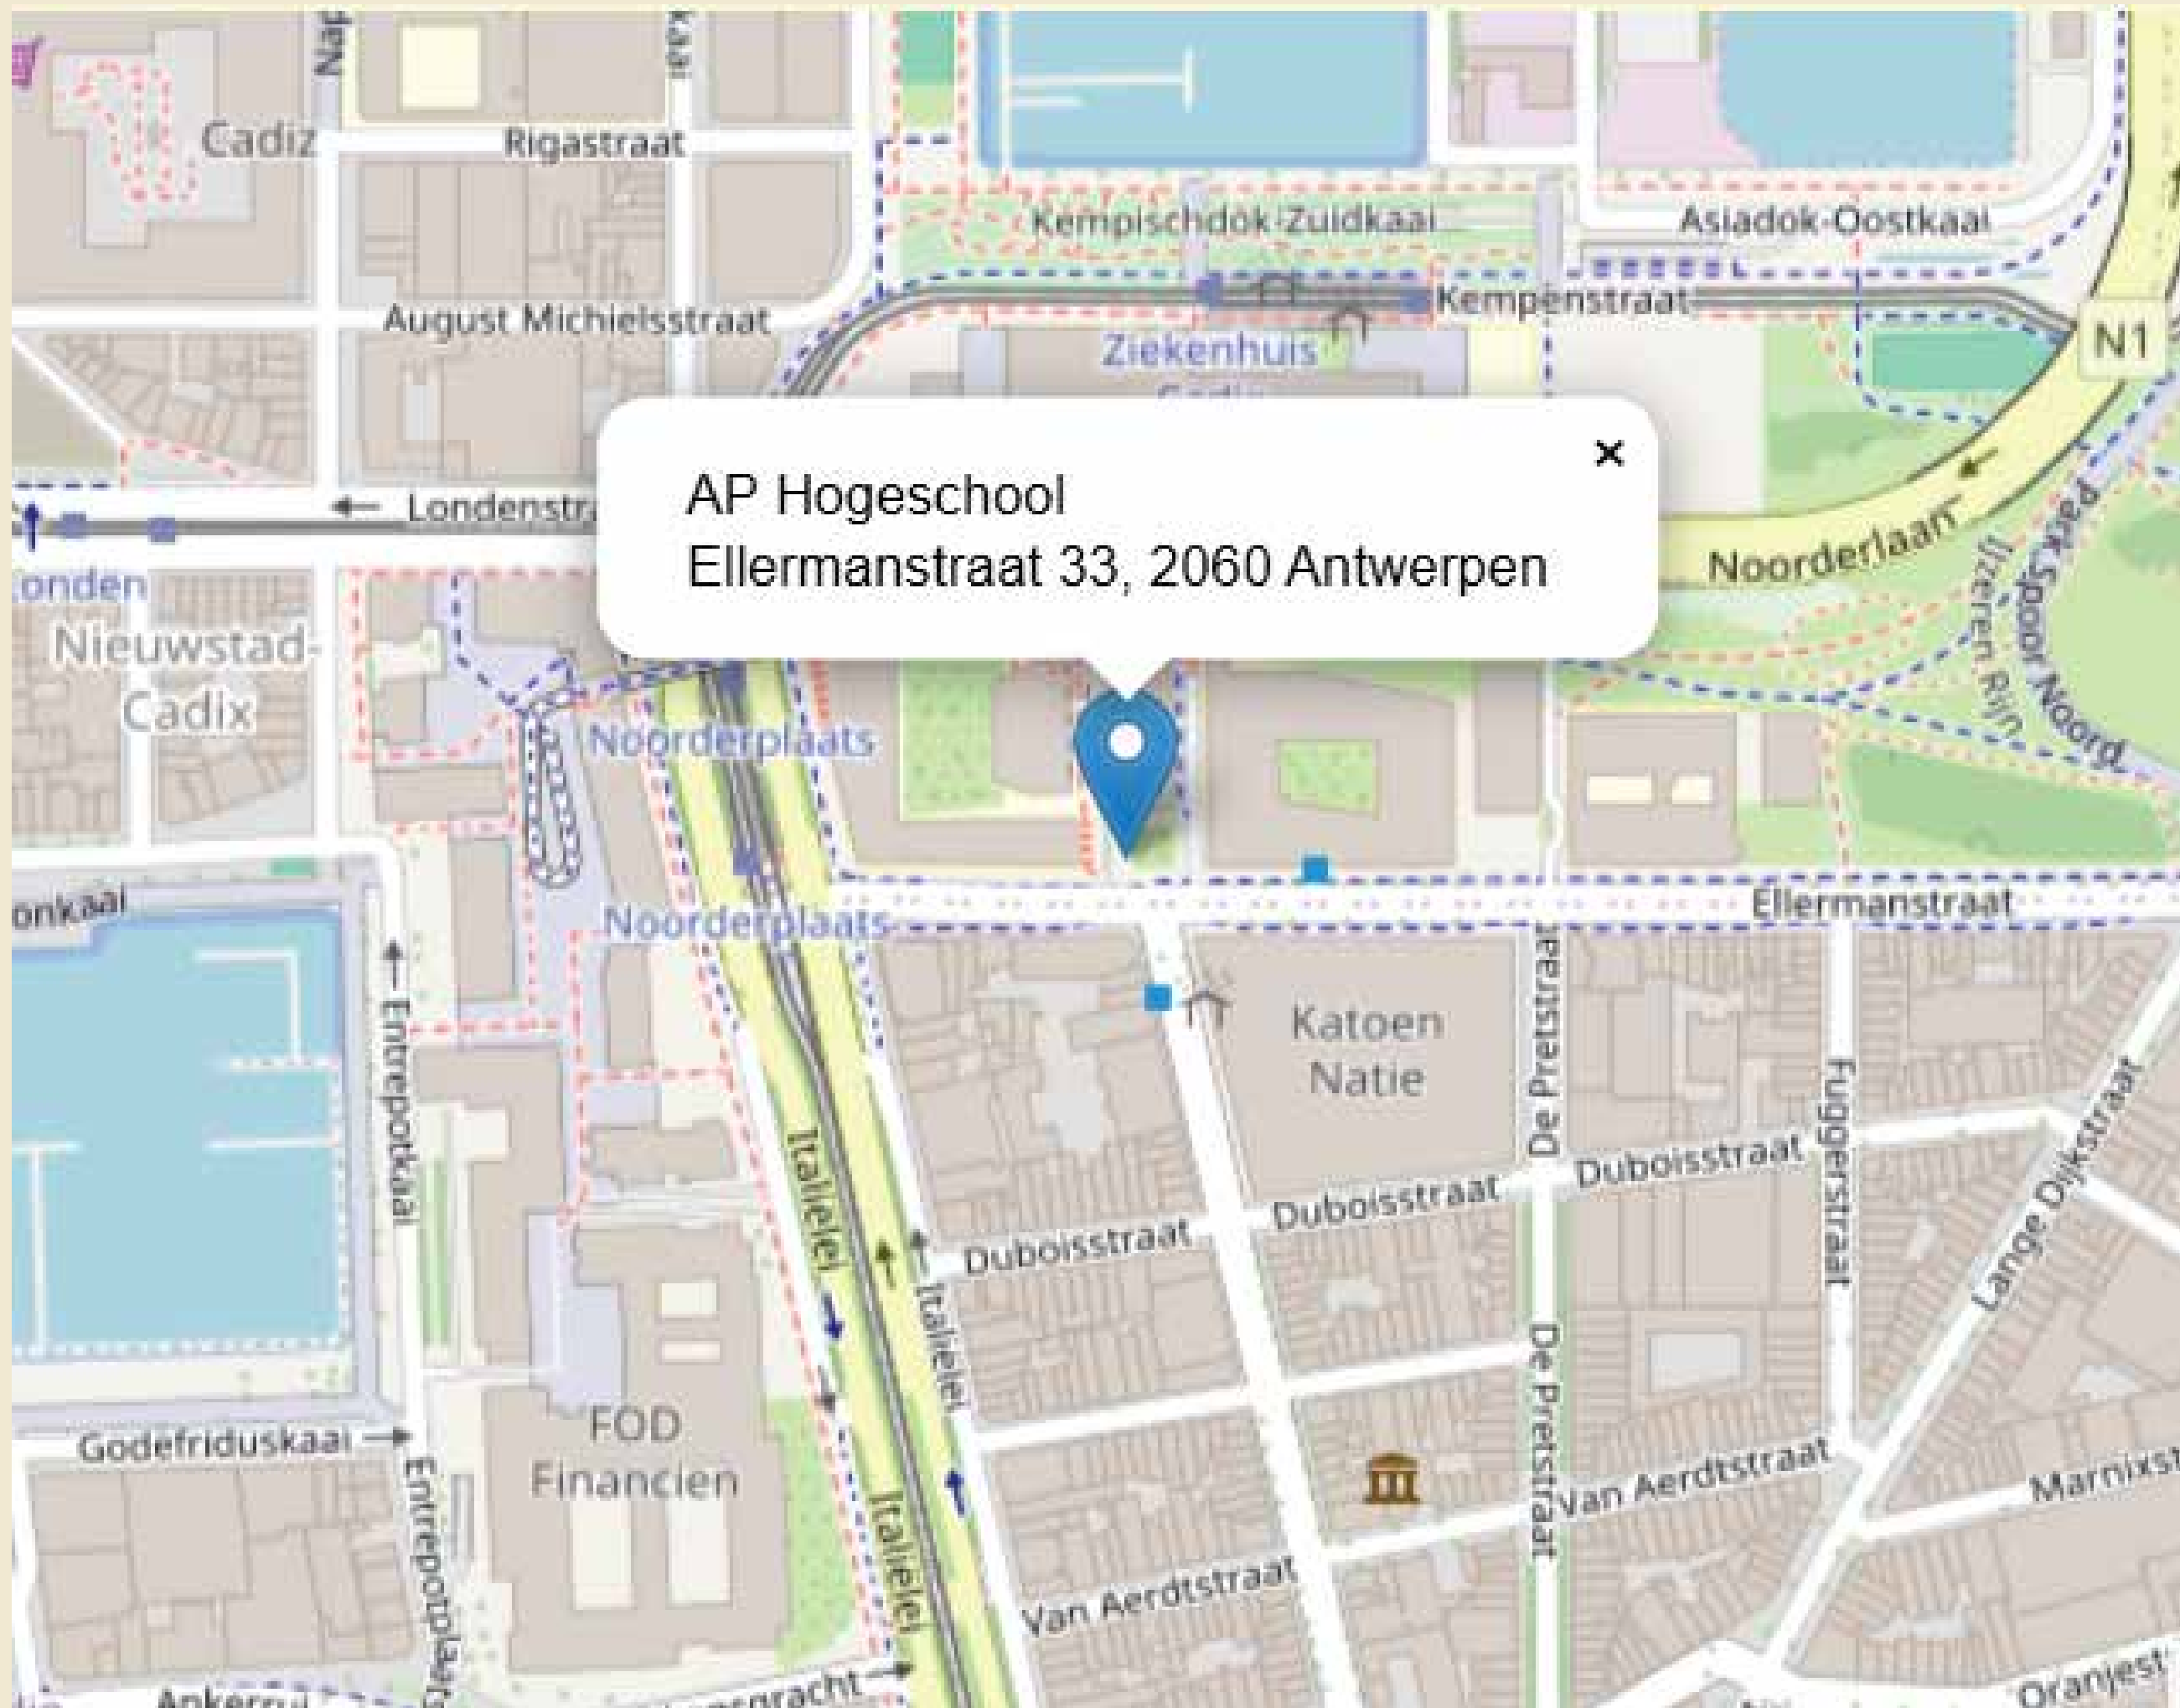 Cadiz
Rigastraat
Kempischdok-Zuidkaai
Asiadok-Oostkaai
August Michielsstraat
Kempenstraat
N1
Ziekenhuis
AP Hogeschool
Ellermanstraat 33, 2060 Antwerpen
Noorderlaan
Park Spoor Noord
IJzeren Rijn
Nieuwstad-
Cadix
Noorderplaats
Noorderplaats
Ellermanstraat
Entrepotkaai
Katoen
Natie
De Pretstraat
Fuggerstraat
Lange Dijkstraat
Duboisstraat
Duboisstraat
Duboisstraat
Italiëlei
Italiëlei
Italiëlei
De Pretstraat
FOD
Financien
Godefriduskaai
Van Aerdtstraat
Van Aerdtstraat